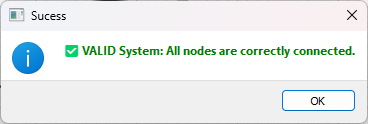 Sucess
VALID System: All nodes are correctly connected.
OK